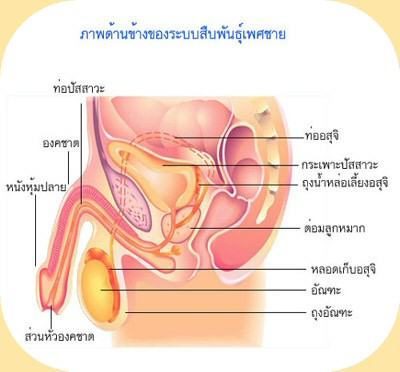 ภาพด้านข้างของระบบสืบพันธุ์เพศชาย
ท่อปัสสาวะ
องคชาด
หนังหุ้มปลาย
ส่วนหัวองคชาด
ท่ออสุจิ
กระเพาะปัสสาวะ
ถุงน้ำหล่อเลี้ยงอสุจิ
ต่อมลูกหมาก
หลอดเก็บอสุจิ
อัณฑะ
ถุงอัณฑะ